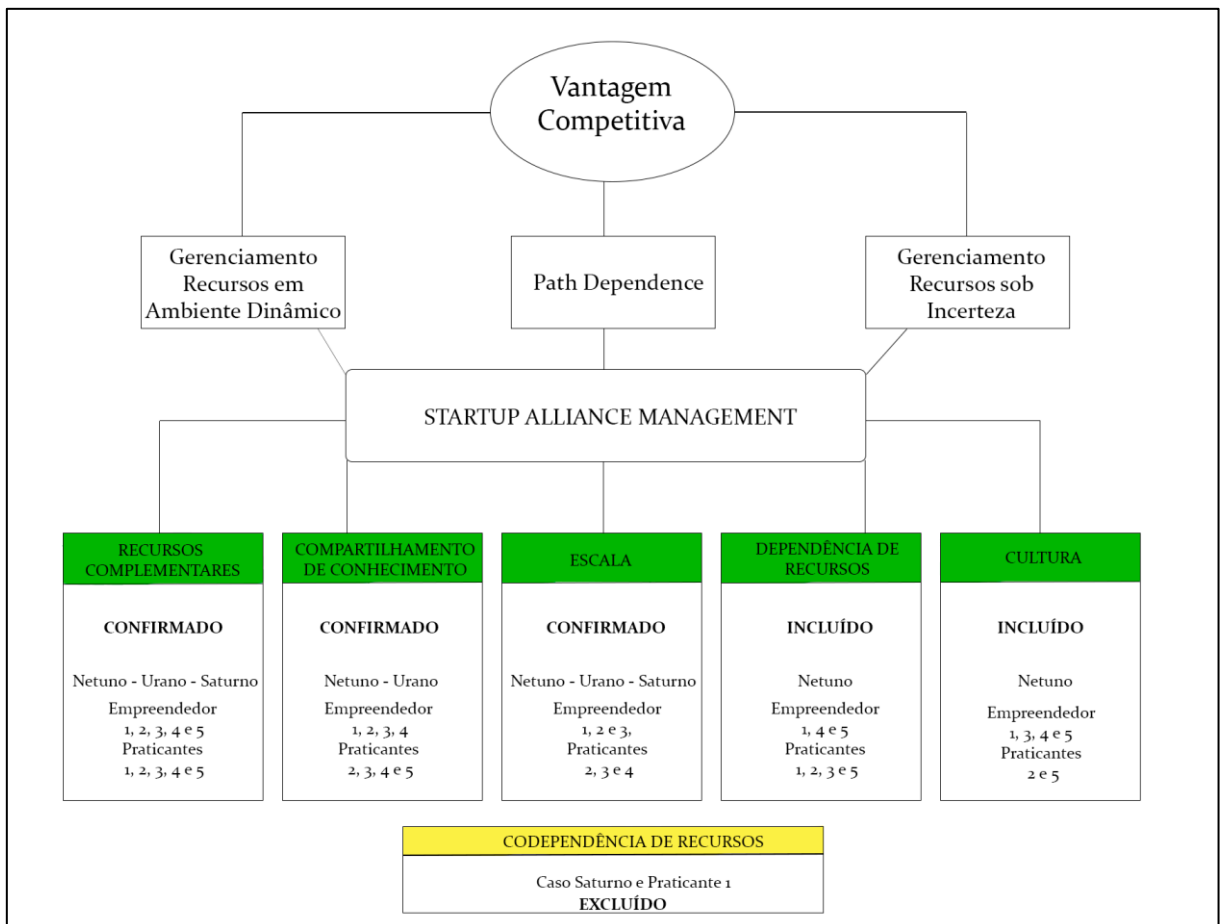 Vantagem
Competitiva
Gerenciamento
Recursos em
Ambiente Dinâmico
Path Dependence
Gerenciamento
Recursos sob
Incerteza
STARTUP ALLIANCE MANAGEMENT
RECURSOS
COMPLEMENTARES
CONFIRMADO
Netuno - Urano - Saturno
Empreendedor
1, 2, 3, 4 e 5
Praticantes
1, 2, 3, 4 e 5
COMPARTILHAMENTO
DE CONHECIMENTO
CONFIRMADO
Netuno - Urano
Empreendedor
1, 2, 3, 4
Praticantes
2, 3, 4 e 5
ESCALA
CONFIRMADO
Netuno - Urano - Saturno
Empreendedor
1, 2 e 3,
Praticantes
2, 3 e 4
DEPENDÊNCIA DE
RECURSOS
INCLUÍDO
Netuno
Empreendedor
1, 4 e 5
Praticantes
1, 2, 3 e 5
CULTURA
INCLUÍDO
Netuno
Empreendedor
1, 3, 4 e 5
Praticantes
2 e 5
CODEPENDÊNCIA DE RECURSOS
Caso Saturno e Praticante 1
EXCLUÍDO